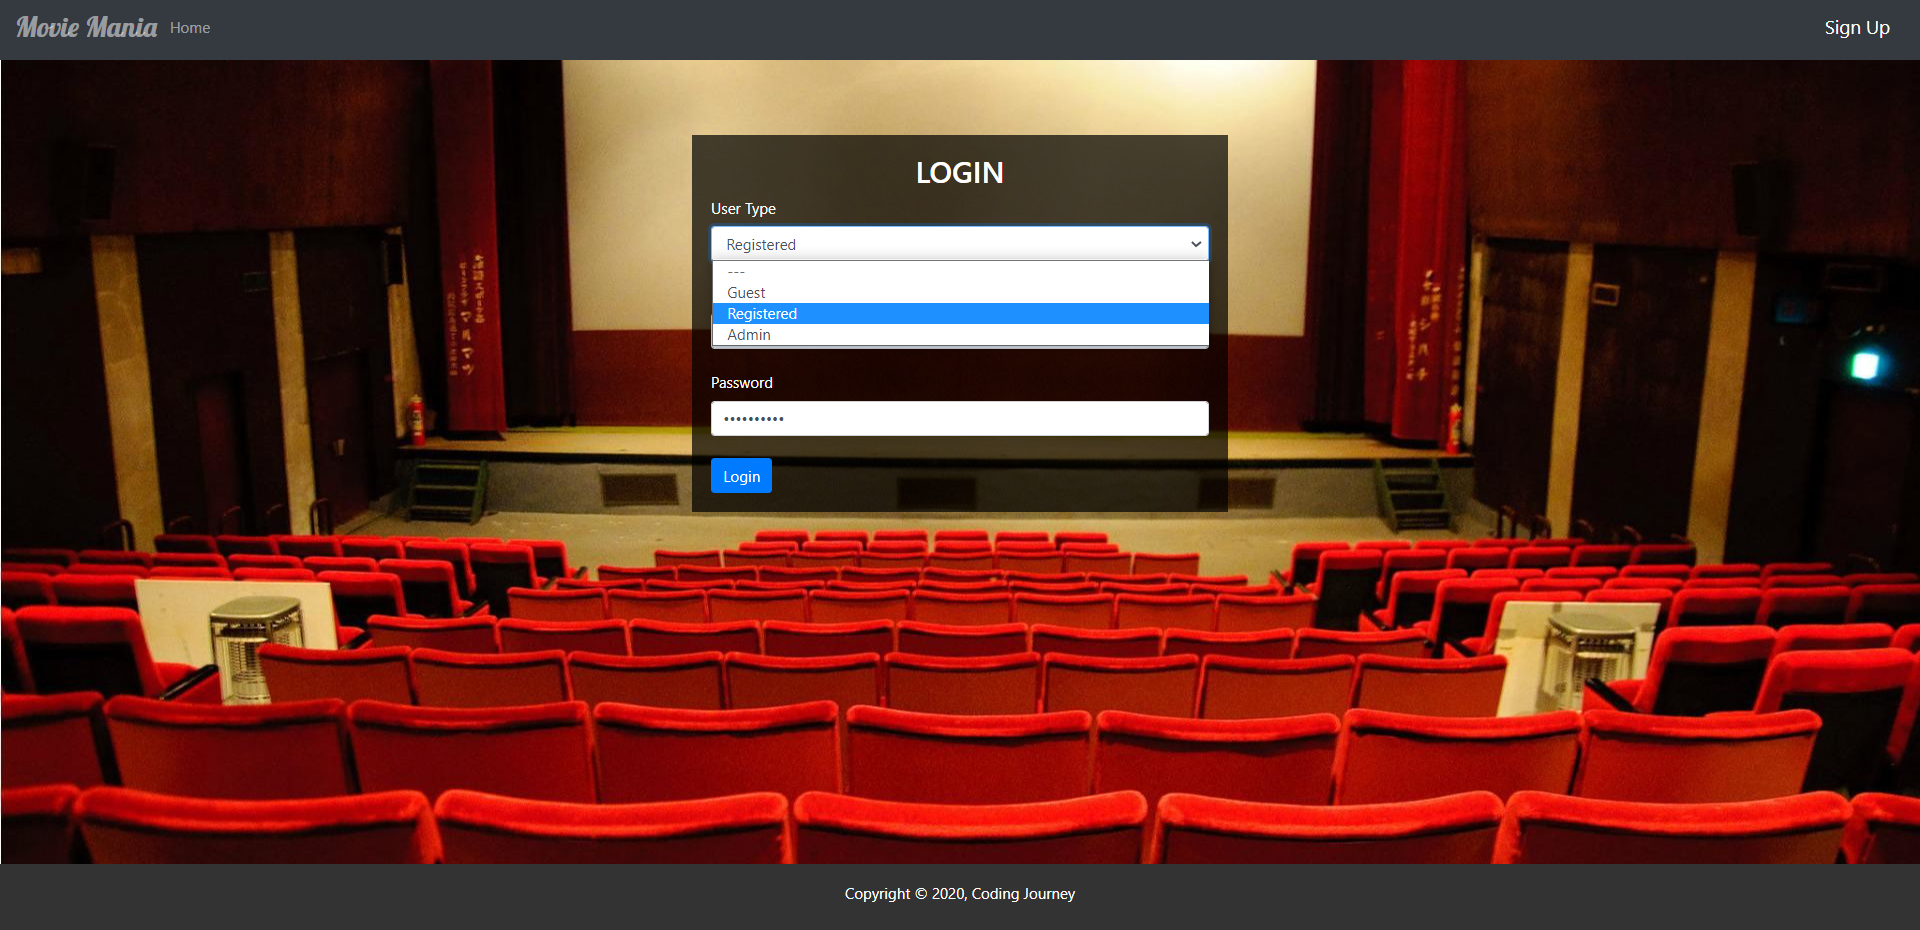 Movie Mania
Home
Sign Up
LOGIN
User Type
Registered
---
Guest
Registered
Admin
Password
••••••••••
Login
Copyright © 2020, Coding Journey